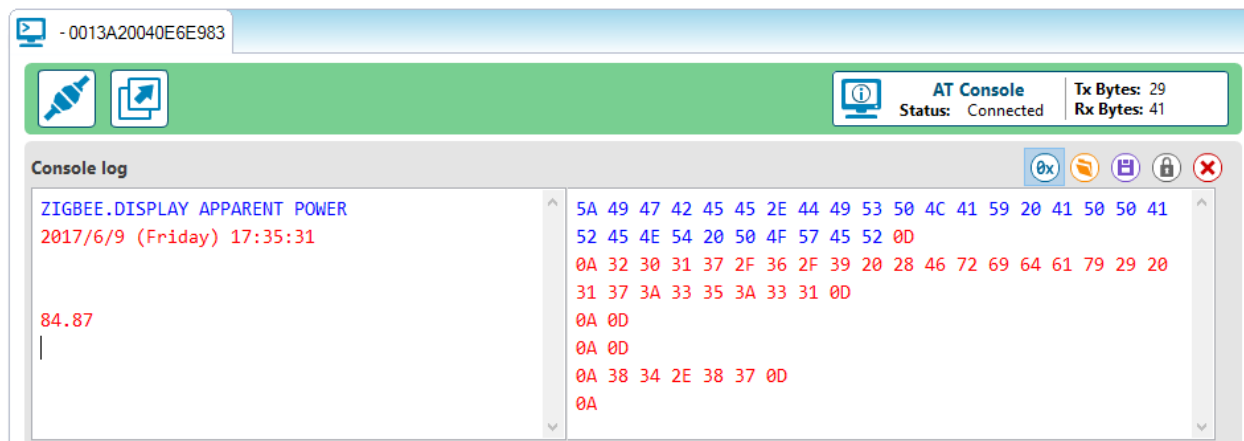 - 0013A20040E6E983
AT Console
Status: Connected
Tx Bytes: 29
Rx Bytes: 41
Console log
0x
ZIGBEE.DISPLAY APPARENT POWER
2017/6/9 (Friday) 17:35:31
84.87
5A 49 47 42 45 45 2E 44 49 53 50 4C 41 59 20 41 50 50 41
52 45 4E 54 20 50 4F 57 45 52 0D
0A 32 30 31 37 2F 36 2F 39 20 28 46 72 69 64 61 79 29 20
31 37 3A 33 35 3A 33 31 0D
0A 0D
0A 0D
0A 38 34 2E 38 37 0D
0A